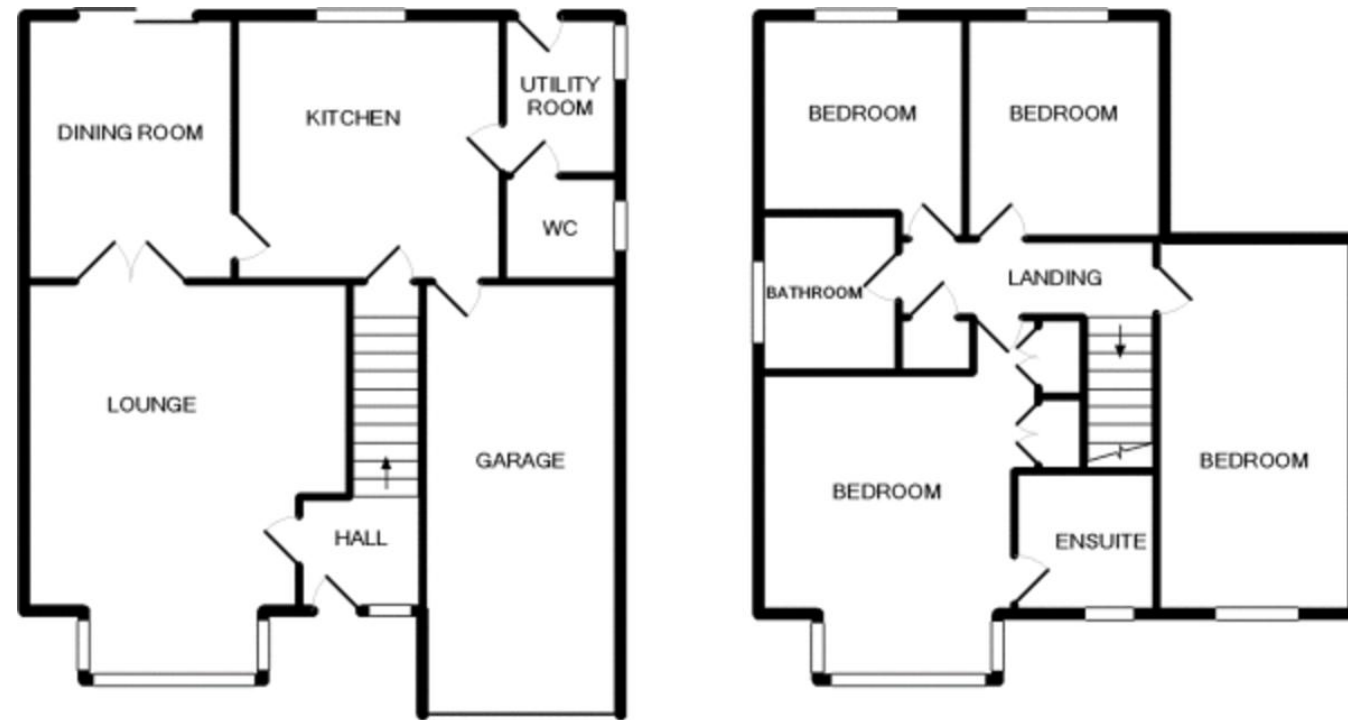 DINING ROOM
KITCHEN
UTILITY
ROOM
WC
LOUNGE
GARAGE
HALL
BEDROOM
BEDROOM
BATHROOM
LANDING
BEDROOM
BEDROOM
ENSUITE